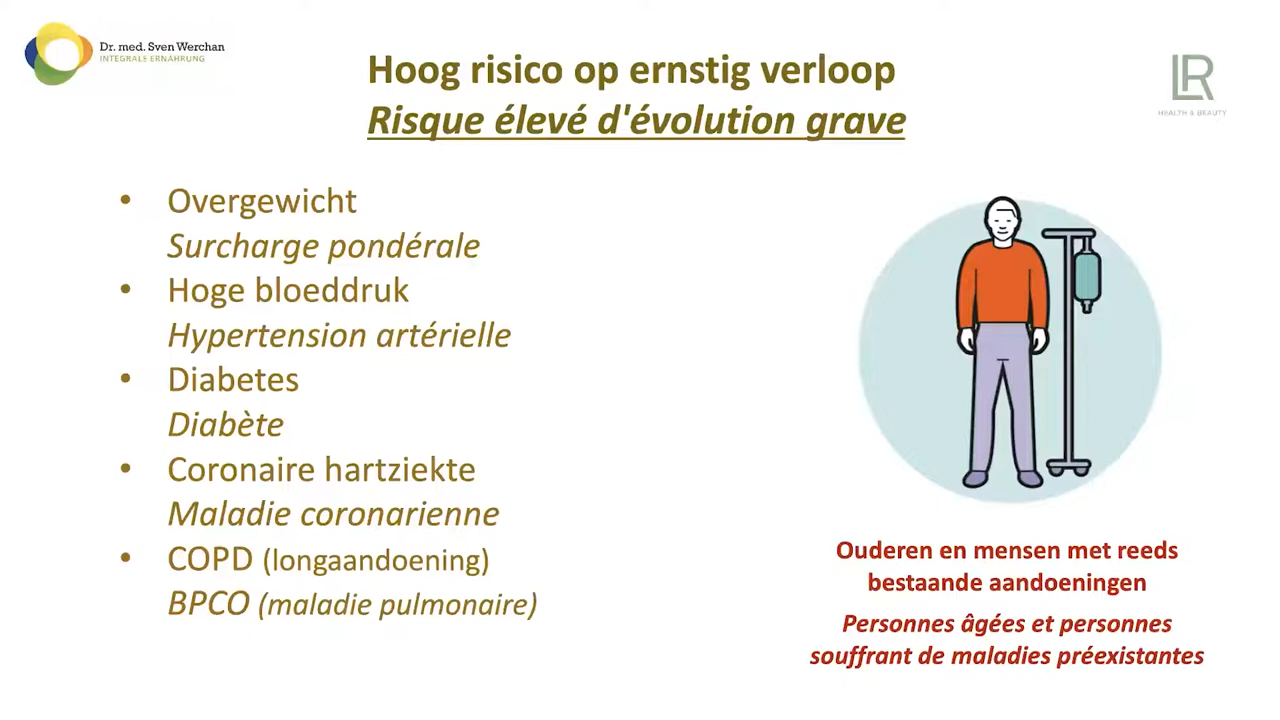 Dr. med. Sven Werchan
INTEGRALE ERNÄHRUNG
Hoog risico op ernstig verloop
Risque élevé d'évolution grave
LR
HEALTH & BEAUTY
• Overgewicht
Surcharge pondérale
• Hoge bloeddruk
Hypertension artérielle
• Diabetes
Diabète
• Coronaire hartziekte
Maladie coronarienne
• COPD (longaandoening)
BPCO (maladie pulmonaire)
Ouderen en mensen met reeds
bestaande aandoeningen
Personnes âgées et personnes
souffrant de maladies préexistantes